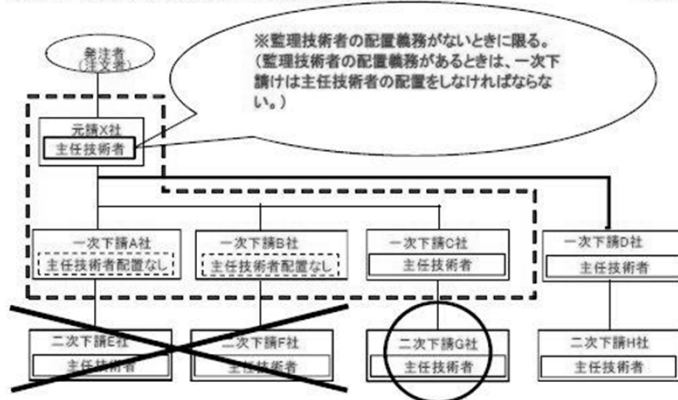 ※監理技術者の配置義務がないときに限る。
(監理技術者の配置義務があるときは、一次下
請けは主任技術者の配置をしなければならな
い。)
発注者
(注文者)
元請X社
主任技術者
一次下請A社
主任技術者配置なし
一次下請B社
主任技術者配置なし
一次下請C社
主任技術者
一次下請D社
主任技術者
二次下請E社
主任技術者
二次下請F社
主任技術者
二次下請G社
主任技術者
二次下請H社
主任技術者